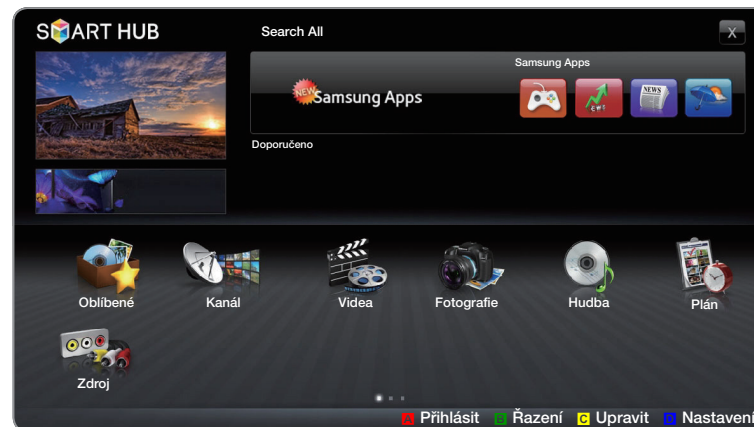 SMART HUB
Search All
X
Samsung Apps
NEW Samsung Apps
NEWS
Doporučeno
Oblíbené
Kanál
Videa
Fotografie
Hudba
Plán
Zdroj
A Přihlásit B Řazení C Upravit D Nastavení